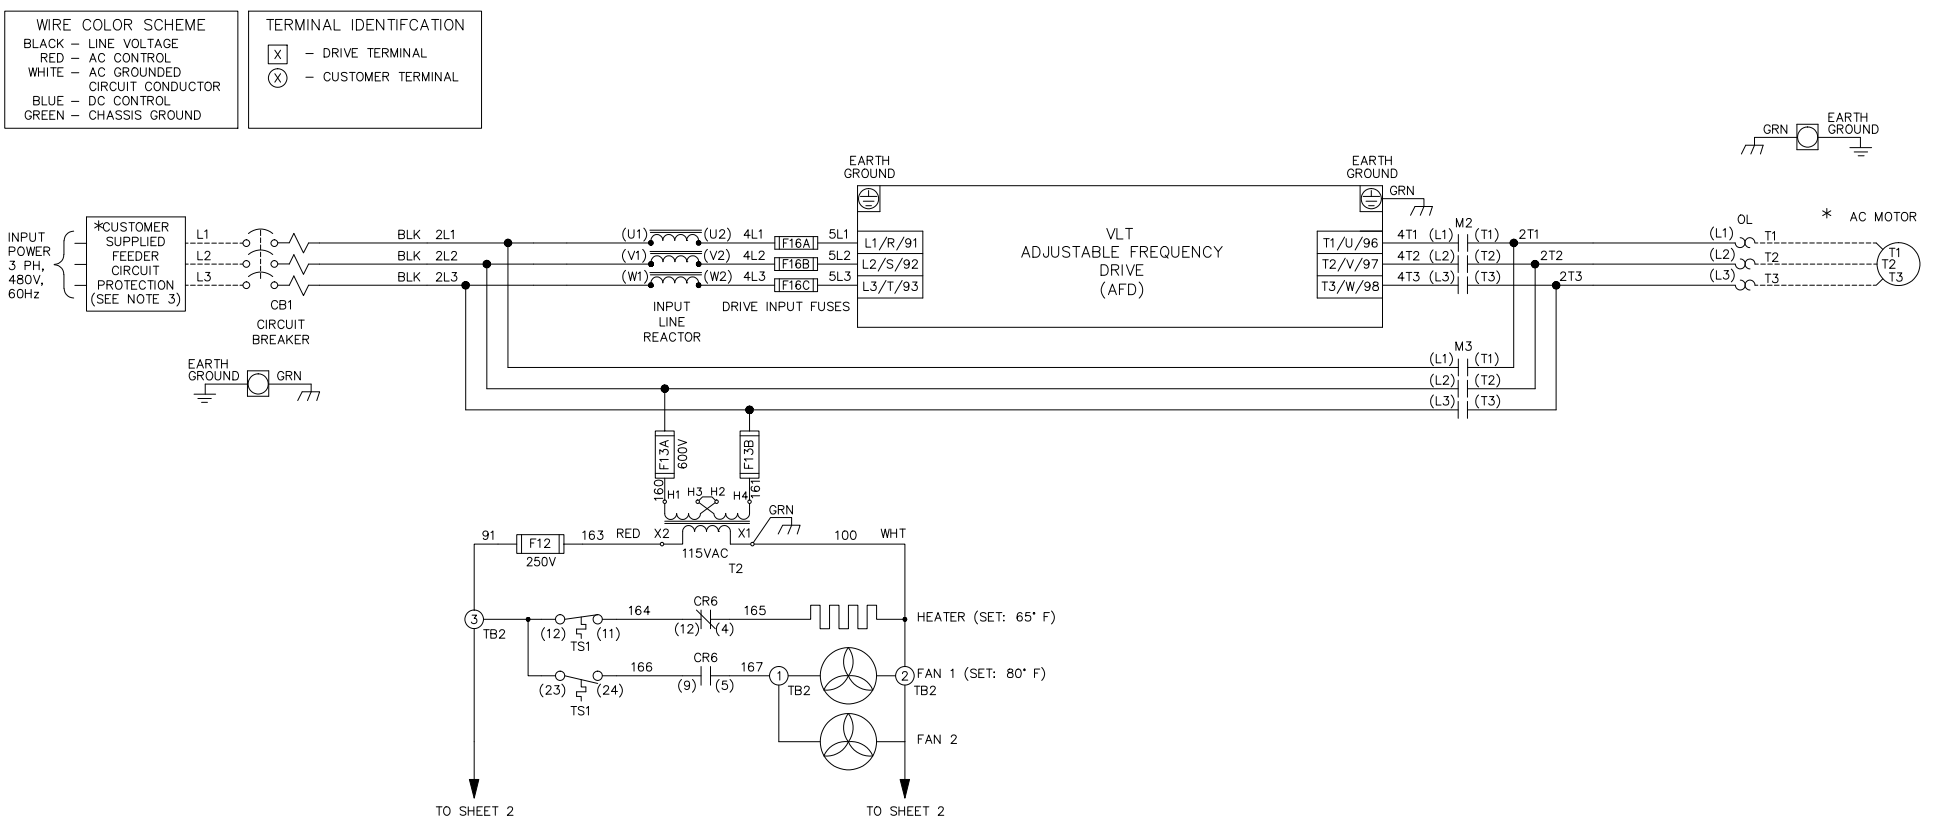 WIRE COLOR SCHEME
BLACK – LINE VOLTAGE
RED – AC CONTROL
WHITE – AC GROUNDED
CIRCUIT CONDUCTOR
BLUE – DC CONTROL
GREEN – CHASSIS GROUND
TERMINAL IDENTIFCATION
X – DRIVE TERMINAL
X – CUSTOMER TERMINAL
INPUT
POWER
3 PH,
480V,
60Hz
*CUSTOMER
SUPPLIED
FEEDER
CIRCUIT
PROTECTION
(SEE NOTE 3)
L1
L2
L3
CB1
CIRCUIT
BREAKER
EARTH
GROUND
GRN
BLK 2L1
BLK 2L2
BLK 2L3
(U1) (U2) 4L1 F16A 5L1
(V1) (V2) 4L2 F16B 5L2
(W1) (W2) 4L3 F16C 5L3
INPUT
LINE
REACTOR
DRIVE INPUT FUSES
EARTH
GROUND
L1/R/91
L2/S/92
L3/T/93
VLT
ADJUSTABLE FREQUENCY
DRIVE
(AFD)
EARTH
GROUND
GRN
T1/U/96
T2/V/97
T3/W/98
M2
4T1 (L1) (T1) 2T1
4T2 (L2) (T2) 2T2
4T3 (L3) (T3) 2T3
M3
(L1) (T1)
(L2) (T2)
(L3) (T3)
GRN
EARTH
GROUND
OL
* AC MOTOR
(L1) T1
(L2) T2
(L3) T3
T1
T2
T3
F13A
600V
F13B
160
161
H1 H3 H2 H4
GRN
91 F12 163 RED X2 X1 100 WHT
250V
115VAC
T2
3
TB2
(12) (11)
TS1
164
CR6
(12) (4)
165
HEATER (SET: 65° F)
(23) (24)
TS1
166
CR6
(9) (5)
167
1
TB2
2
TB2
FAN 1 (SET: 80° F)
FAN 2
TO SHEET 2
TO SHEET 2